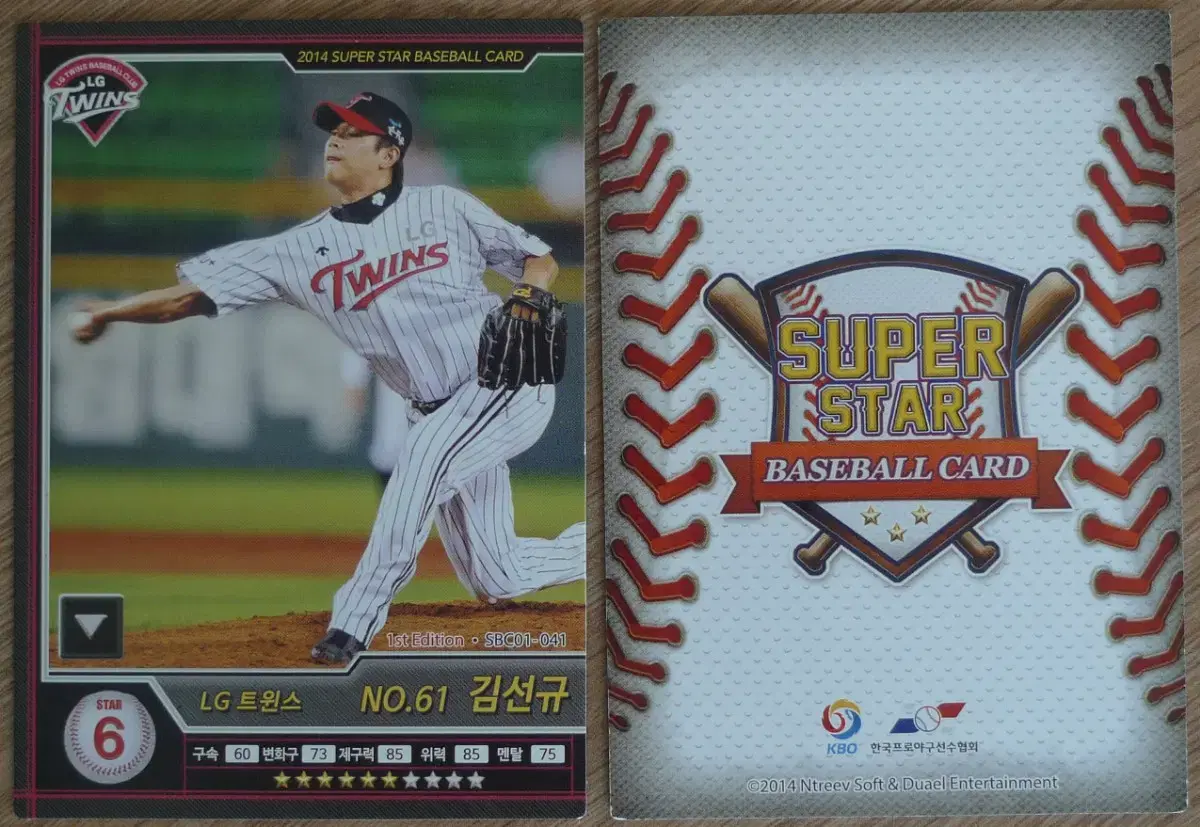 2014 SUPER STAR BASEBALL CARD
LG TWINS BASEBALL CLUB
LG
TWINS
LG
TWINS
1st Edition • SBC01-041
LG 트윈스 NO.61 김선규
STAR
6
구속 60 변화구 73 제구력 85 위력 85 멘탈 75
SUPER
STAR
BASEBALL CARD
KBO 한국프로야구선수협회
©2014 Ntreev Soft & Duael Entertainment